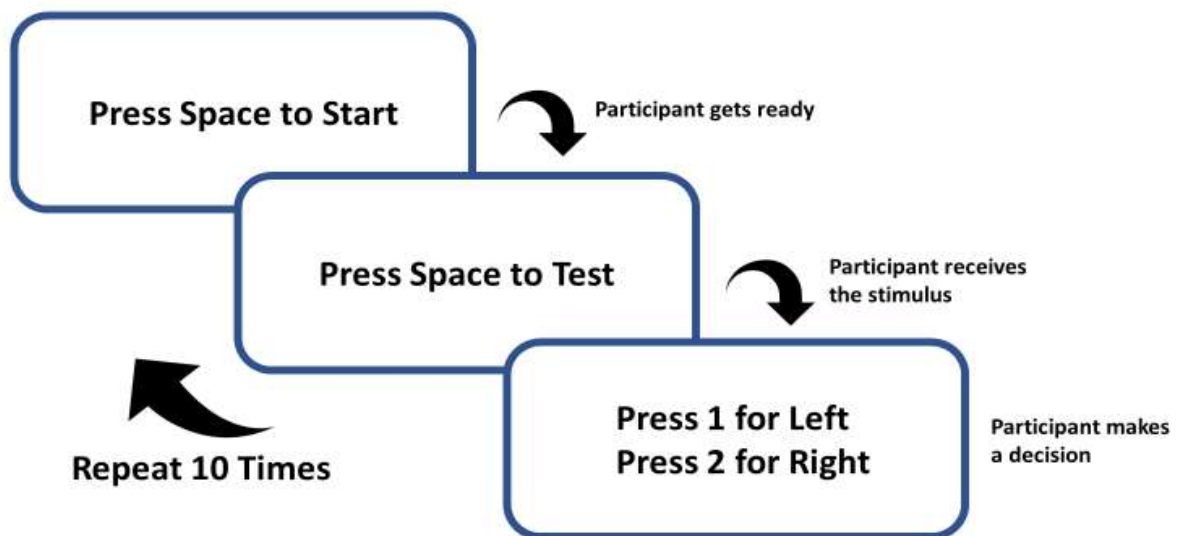 Press Space to Start
Participant gets ready
Press Space to Test
Participant receives
the stimulus
Press 1 for Left
Press 2 for Right
Participant makes
a decision
Repeat 10 Times